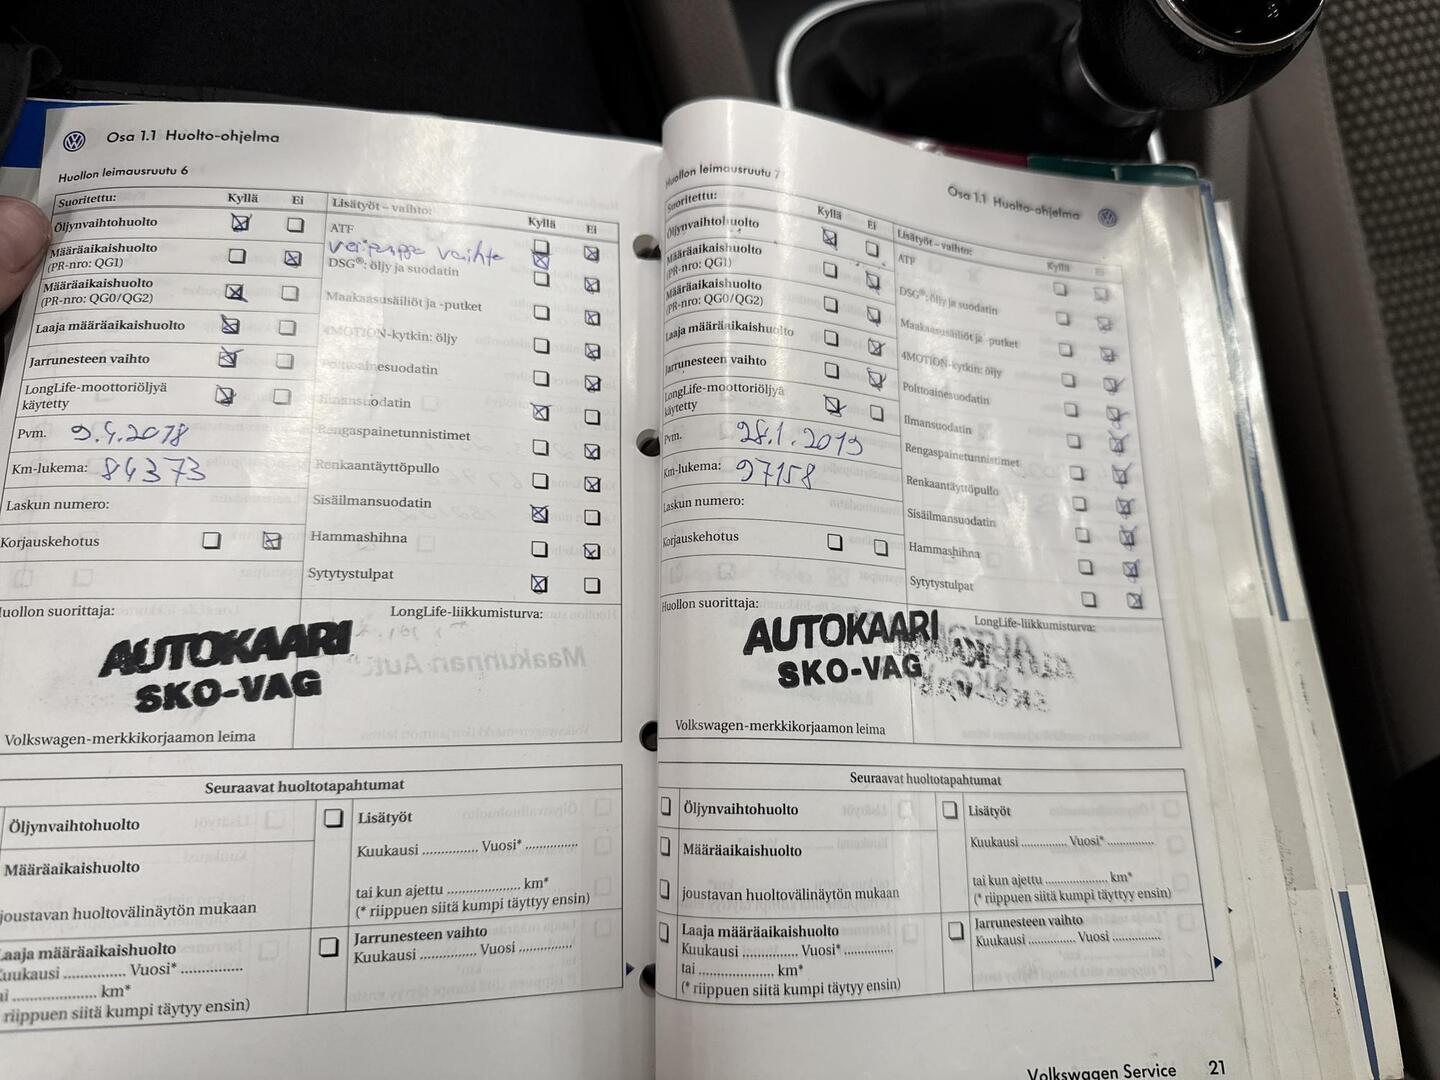 Osa 1.1 Huolto-ohjelma
Huollon leimausruutu 6
Suoritettu: Kyllä Ei
Öljynvaihtohuolto
Määräaikaishuolto
(PR-nro: QG1)
Määräaikaishuolto
(PR-nro: QG0/QG2)
Laaja määräaikaishuolto
Jarrunesteen vaihto
LongLife-moottoriöljyä
käytetty
Pvm. 9.4.2018
Km-lukema: 84373
Laskun numero:
Korjauskehotus
Lisätyöt – vaihto: Kyllä Ei
ATF
vaihto
DSG®: öljy ja suodatin
Maakaasusäiliöt ja -putket
4MOTION-kytkin: öljy
Polttoainesuodatin
Ilmansuodatin
Rengaspainetunnistimet
Renkaantäyttöpullo
Sisäilmansuodatin
Hammashihna
Sytytystulpat
Huollon suorittaja:
LongLife-liikkumisturva:
AUTOKAARI
SKO-VAG
Volkswagen-merkkikorjaamon leima
Seuraavat huoltotapahtumat
Öljynvaihtohuolto
Määräaikaishuolto
joustavan huoltovälinäytön mukaan
Laaja määräaikaishuolto
Kuukausi .............. Vuosi* ..............
tai ..................... km*
riippuen siitä kumpi täytyy ensin)
Lisätyöt
Kuukausi .............. Vuosi* ..............
tai kun ajettu .................... km*
(* riippuen siitä kumpi täyttyy ensin)
Jarrunesteen vaihto
Kuukausi .............. Vuosi ..............
Huollon leimausruutu 7
Osa 1.1 Huolto-ohjelma
Suoritettu: Kyllä Ei
Öljynvaihtohuolto
Määräaikaishuolto
(PR-nro: QG1)
Määräaikaishuolto
(PR-nro: QG0/QG2)
Laaja määräaikaishuolto
Jarrunesteen vaihto
LongLife-moottoriöljyä
käytetty
Pvm. 28.1.2019
Km-lukema: 97158
Laskun numero:
Korjauskehotus
Lisätyöt – vaihto: Kyllä Ei
ATF
DSG®: öljy ja suodatin
Maakaasusäiliöt ja -putket
4MOTION-kytkin: öljy
Polttoainesuodatin
Ilmansuodatin
Rengaspainetunnistimet
Renkaantäyttöpullo
Sisäilmansuodatin
Hammashihna
Sytytystulpat
Huollon suorittaja:
LongLife-liikkumisturva:
AUTOKAARI
SKO-VAG
Volkswagen-merkkikorjaamon leima
Seuraavat huoltotapahtumat
Öljynvaihtohuolto
Määräaikaishuolto
joustavan huoltovälinäytön mukaan
Laaja määräaikaishuolto
Kuukausi .............. Vuosi* ..............
tai ..................... km*
(* riippuen siitä kumpi täytyy ensin)
Lisätyöt
Kuukausi .............. Vuosi* ..............
tai kun ajettu .................... km*
(* riippuen siitä kumpi täyttyy ensin)
Jarrunesteen vaihto
Kuukausi .............. Vuosi ..............
Volkswagen Service 21